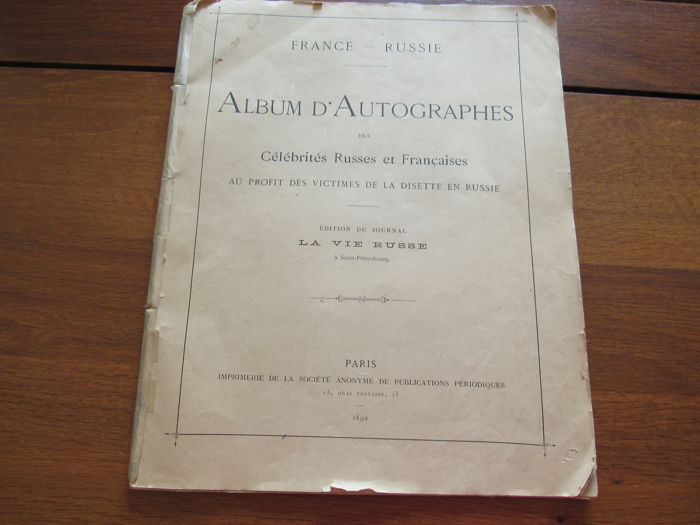 FRANCE – RUSSIE
ALBUM D'AUTOGRAPHES
DES
Célébrités Russes et Françaises
AU PROFIT DES VICTIMES DE LA DISETTE EN RUSSIE
ÉDITION DU JOURNAL
LA VIE RUSSE
à Saint-Pétersbourg.
PARIS
IMPRIMERIE DE LA SOCIÉTÉ ANONYME DE PUBLICATIONS PÉRIODIQUES
13, QUAI VOLTAIRE, 13
1892